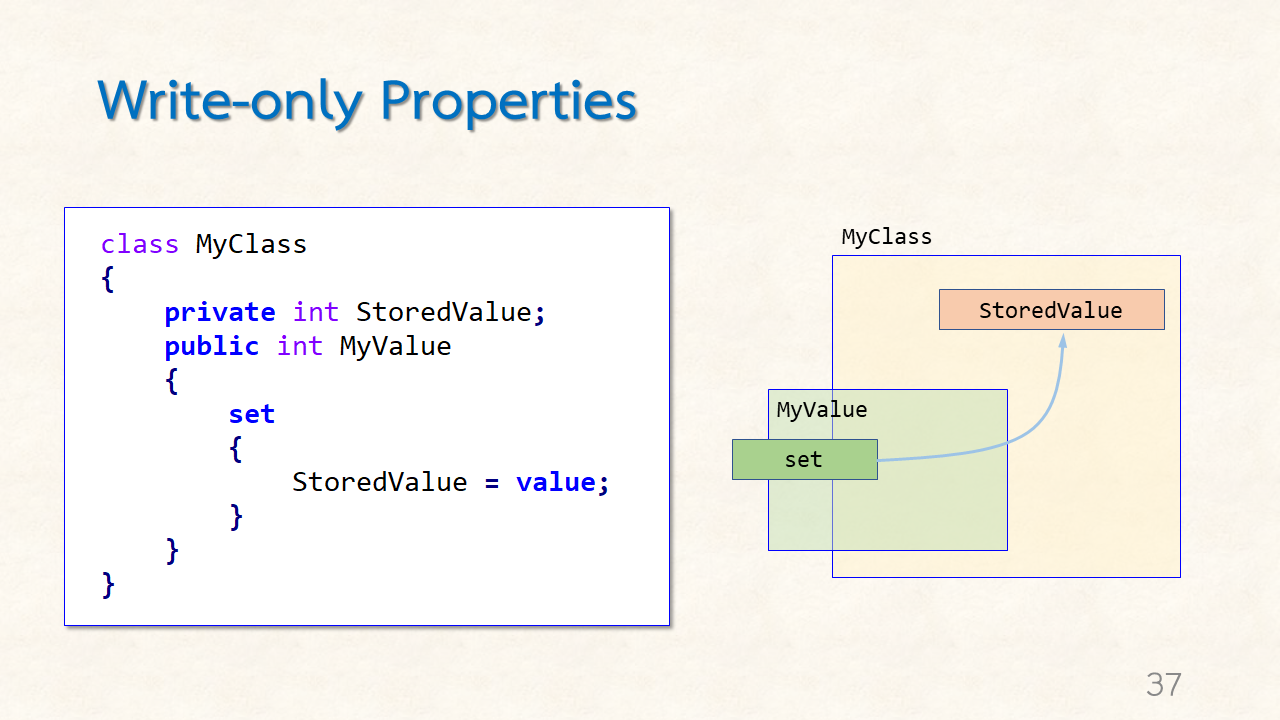 Write-only Properties
class MyClass
{
    private int StoredValue;
    public int MyValue
    {
        set
        {
            StoredValue = value;
        }
    }
}
MyClass
StoredValue
MyValue
set
37